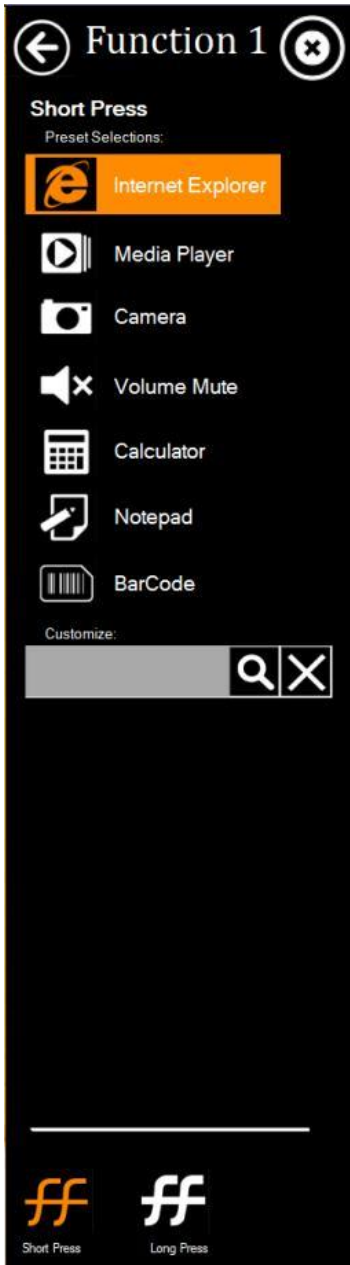 Function 1
Short Press
Preset Selections:
Internet Explorer
Media Player
Camera
Volume Mute
Calculator
Notepad
BarCode
Customize:
Short Press
Long Press